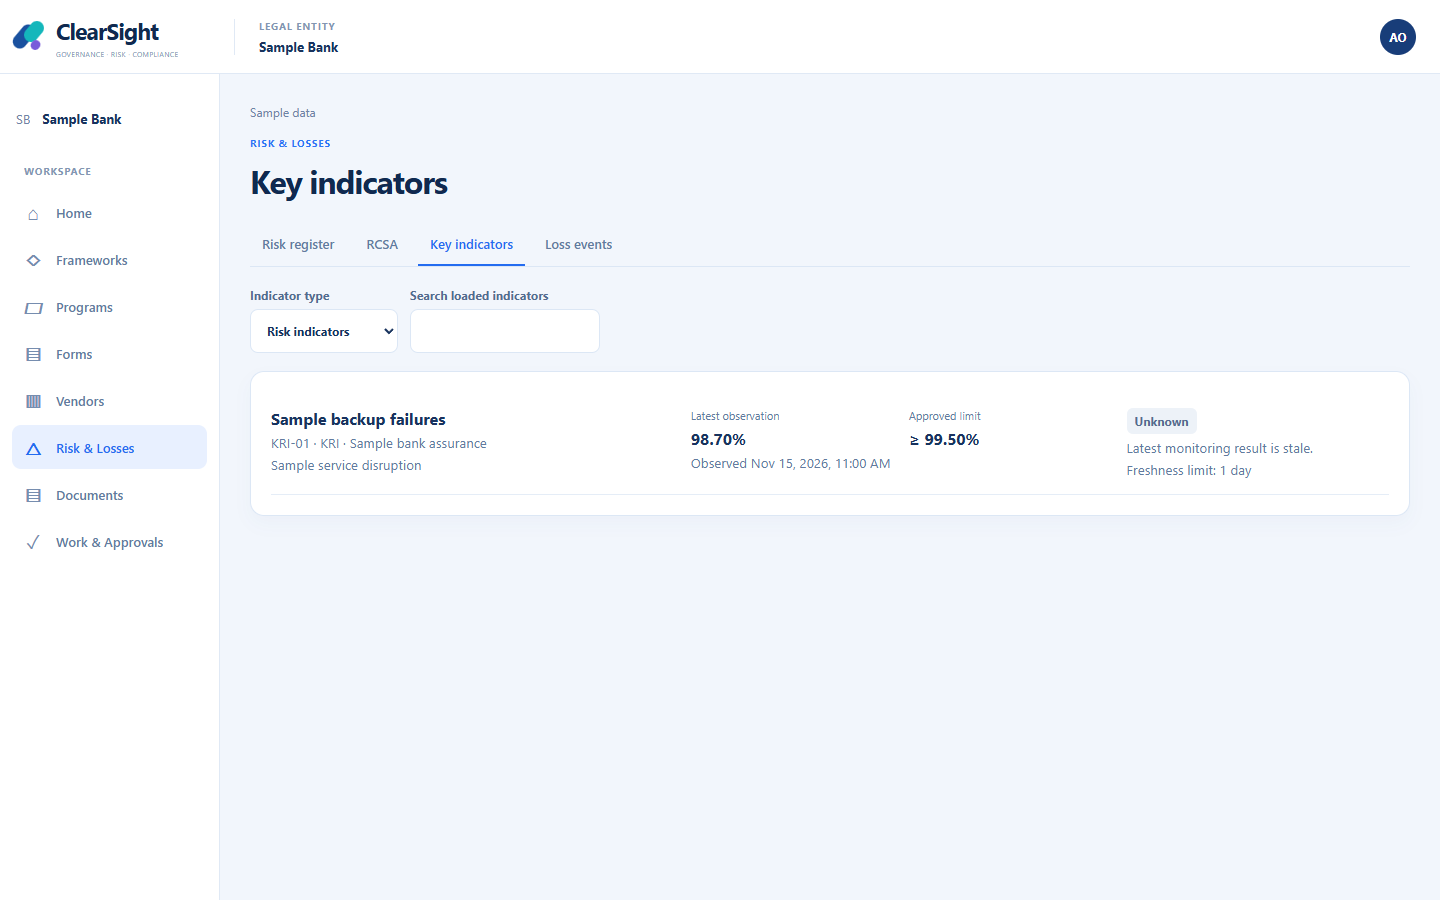 ClearSight
GOVERNANCE · RISK · COMPLIANCE
LEGAL ENTITY
Sample Bank
AO
SB Sample Bank
WORKSPACE
Home
Frameworks
Programs
Forms
Vendors
Risk & Losses
Documents
Work & Approvals
Sample data
RISK & LOSSES
Key indicators
Risk register RCSA Key indicators Loss events
Indicator type
Risk indicators
Search loaded indicators
Sample backup failures
KRI-01 · KRI · Sample bank assurance
Sample service disruption
Latest observation
98.70%
Observed Nov 15, 2026, 11:00 AM
Approved limit
≥ 99.50%
Unknown
Latest monitoring result is stale.
Freshness limit: 1 day